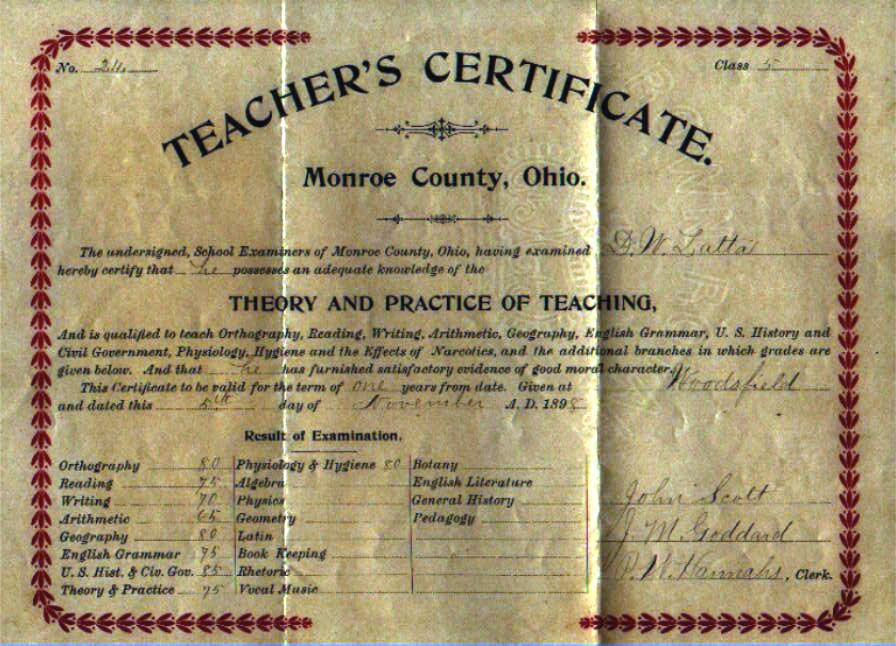 No. 24 Class 5
TEACHER'S CERTIFICATE.
Monroe County, Ohio.
The undersigned, School Examiners of Monroe County, Ohio, having examined D. W. Latta
hereby certify that he possesses an adequate knowledge of the
THEORY AND PRACTICE OF TEACHING,
And is qualified to teach Orthography, Reading, Writing, Arithmetic, Geography, English Grammar, U. S. History and
Civil Government, Physiology, Hygiene and the Effects of Narcotics, and the additional branches in which grades are
given below. And that he has furnished satisfactory evidence of good moral character.
This Certificate to be valid for the term of one years from date. Given at Woodsfield
and dated this 5th day of November A. D. 1898
Result of Examination.
Orthography 80 Physiology & Hygiene 80 Botany
Reading 75 Algebra English Literature
Writing 70 Physics General History John Scott
Arithmetic 65 Geometry Pedagogy
Geography 80 Latin J. M. Goddard
English Grammar 75 Book Keeping
U. S. Hist. & Civ. Gov. 85 Rhetoric P. W. , Clerk.
Theory & Practice 75 Vocal Music